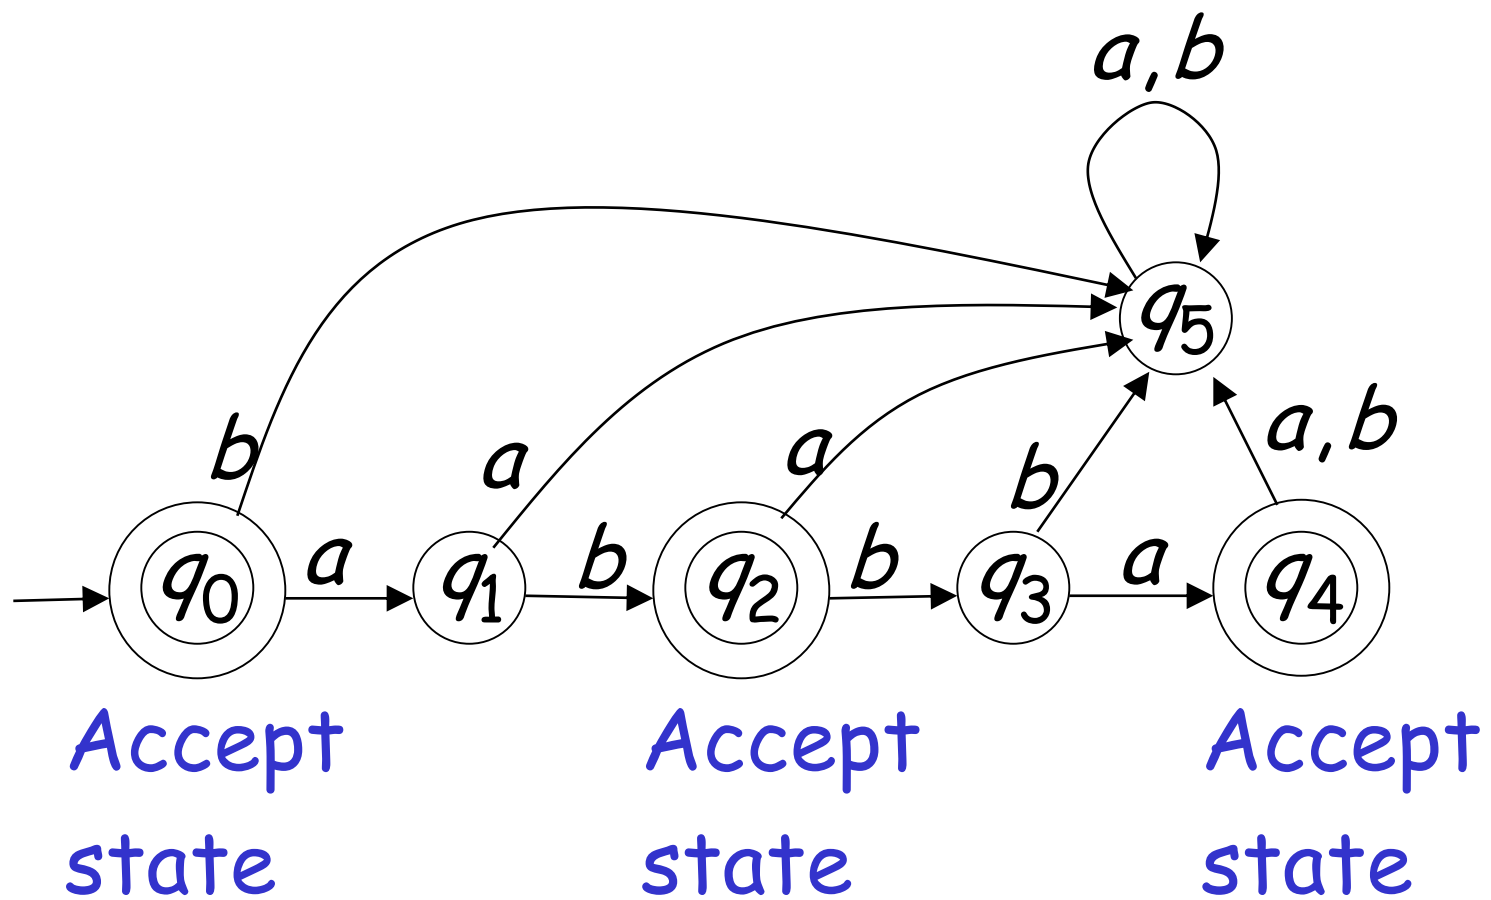 a,b
q5
b
a
a
b
a,b
q0
a
q1
b
q2
b
q3
a
q4
Accept state
Accept state
Accept state